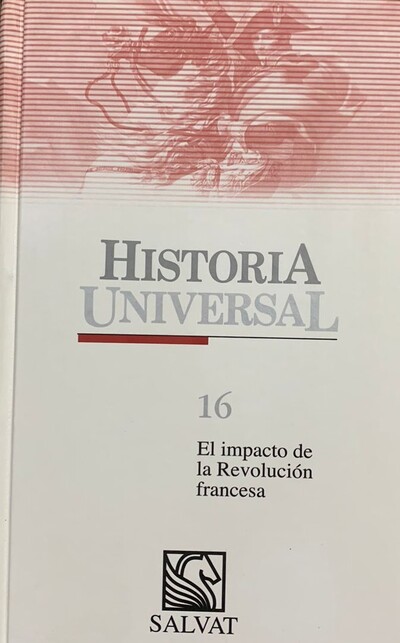 HISTORIA
UNIVERSAL
16
El impacto de
la Revolución
francesa
SALVAT